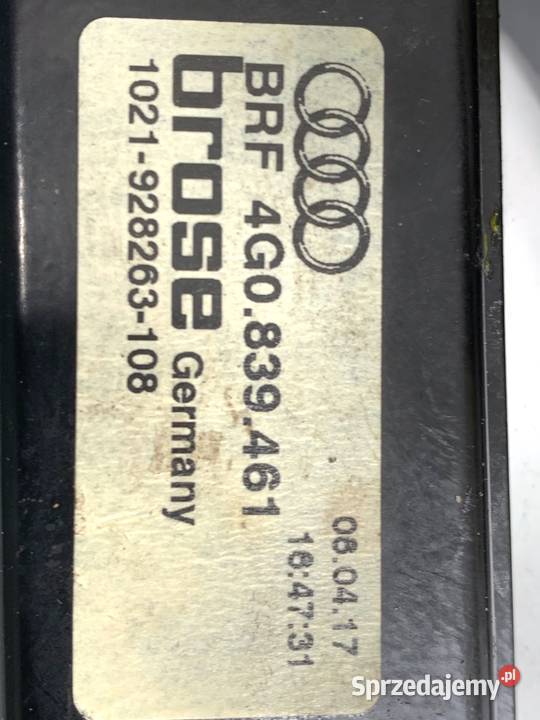 08.04.17
16:47:31
BRF 4G0.839.461
brose Germany
1021-928263-108
Sprzedajemy.pl